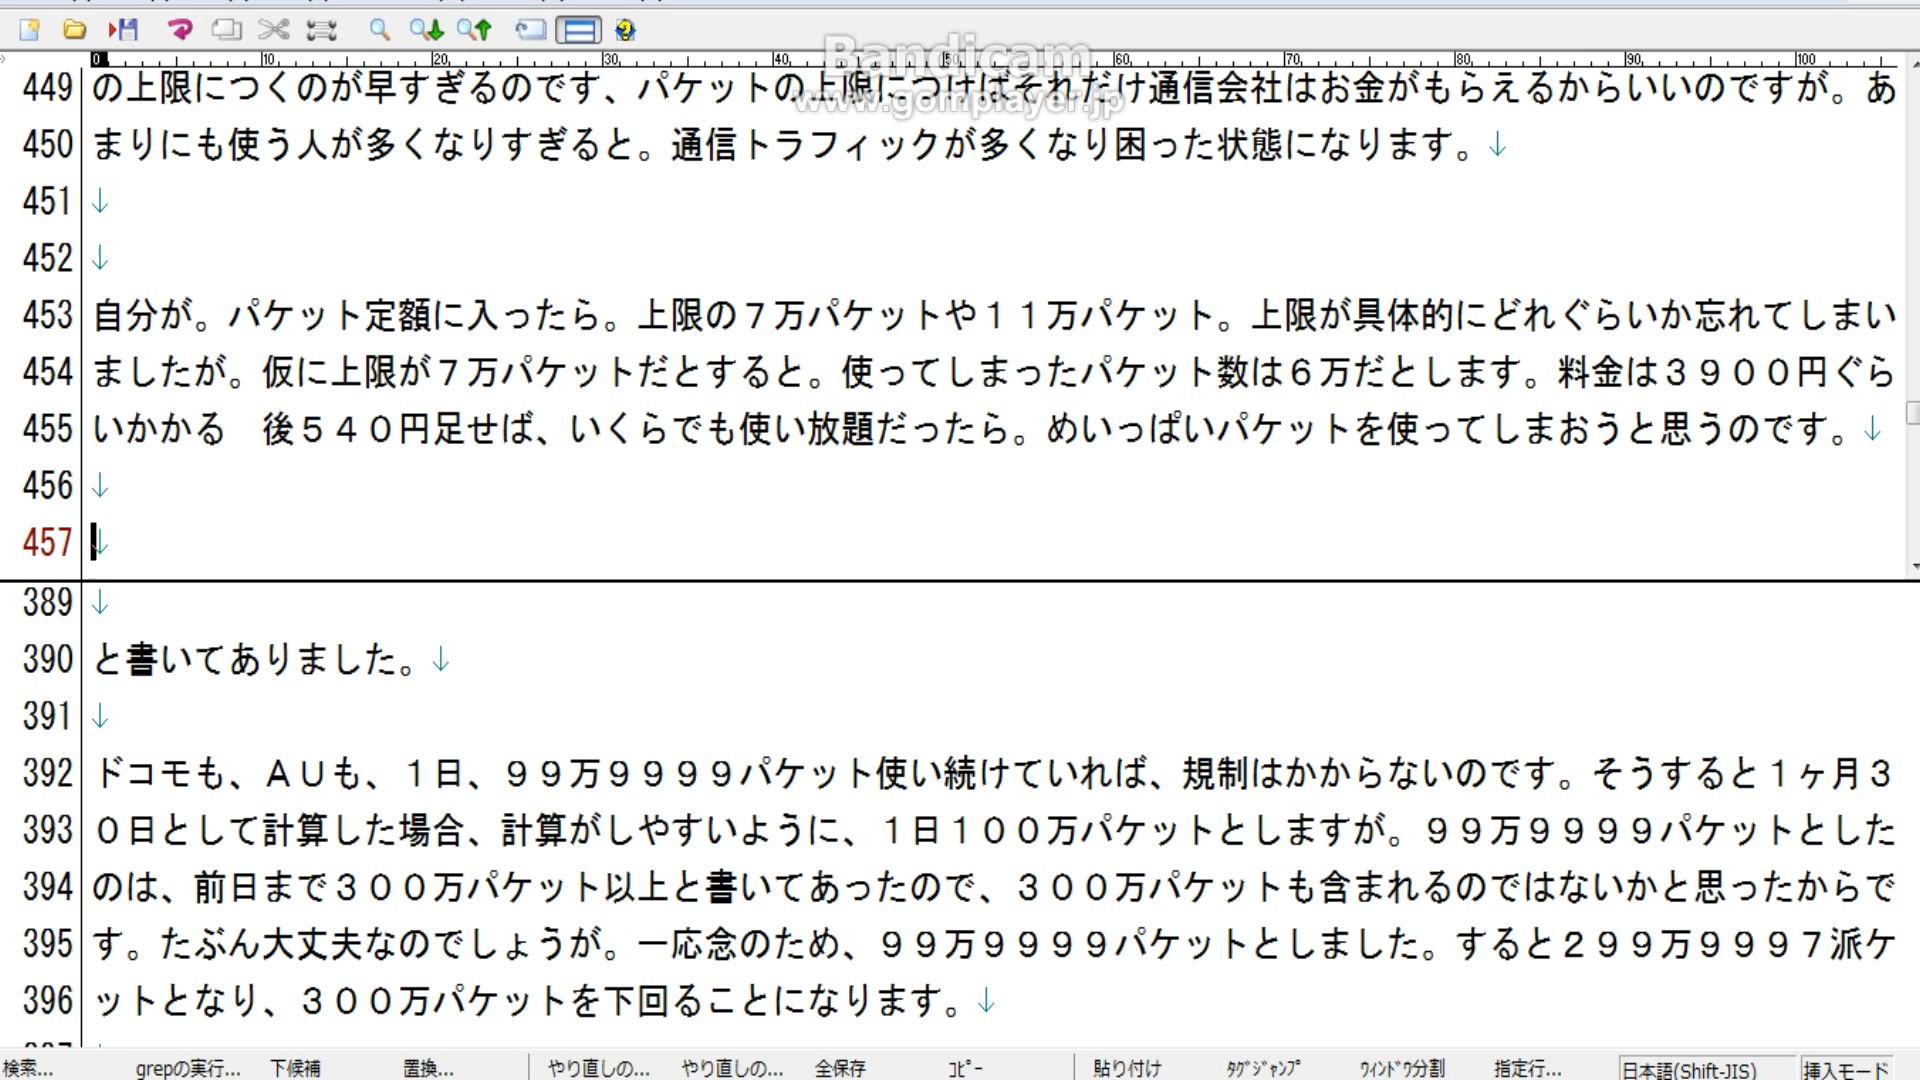 Bandicam
www.gomplayer.jp
0 10 20 30 40 50 60 70 80 90 100
449 の上限につくのが早すぎるのです、パケットの上限につけばそれだけ通信会社はお金がもらえるからいいのですが。あ
450 まりにも使う人が多くなりすぎると。通信トラフィックが多くなり困った状態になります。↓
451 ↓
452 ↓
453 自分が。パケット定額に入ったら。上限の7万パケットや11万パケット。上限が具体的にどれぐらいか忘れてしまい
454 ましたが。仮に上限が7万パケットだとすると。使ってしまったパケット数は6万だとします。料金は3900円ぐら
455 いかかる 後540円足せば、いくらでも使い放題だったら。めいっぱいパケットを使ってしまおうと思うのです。↓
456 ↓
457 ↓
389 ↓
390 と書いてありました。↓
391 ↓
392 ドコモも、AUも、1日、99万9999パケット使い続けていれば、規制はかからないのです。そうすると1ヶ月3
393 0日として計算した場合、計算がしやすいように、1日100万パケットとしますが。99万9999パケットとした
394 のは、前日まで300万パケット以上と書いてあったので、300万パケットも含まれるのではないかと思ったからで
395 す。たぶん大丈夫なのでしょうが。一応念のため、99万9999パケットとしました。すると299万9997派ケ
396 ットとなり、300万パケットを下回ることになります。↓
検索... grepの実行... 下候補 置換... やり直しの... やり直しの... 全保存 ｺﾋﾟｰ 貼り付け ﾀｸﾞｼﾞｬﾝﾌﾟ ｳｨﾝﾄﾞｳ分割 指定行... 日本語(Shift-JIS) 挿入モード